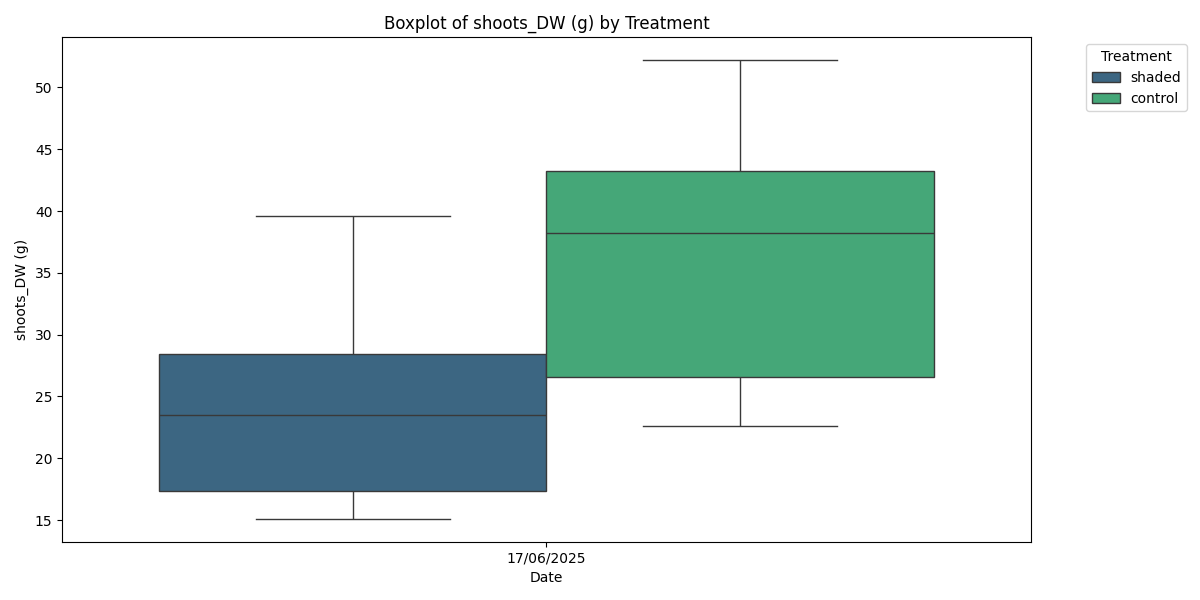 Boxplot of shoots_DW (g) by Treatment
Treatment
shaded
control
shoots_DW (g)
50
45
40
35
30
25
20
15
17/06/2025
Date